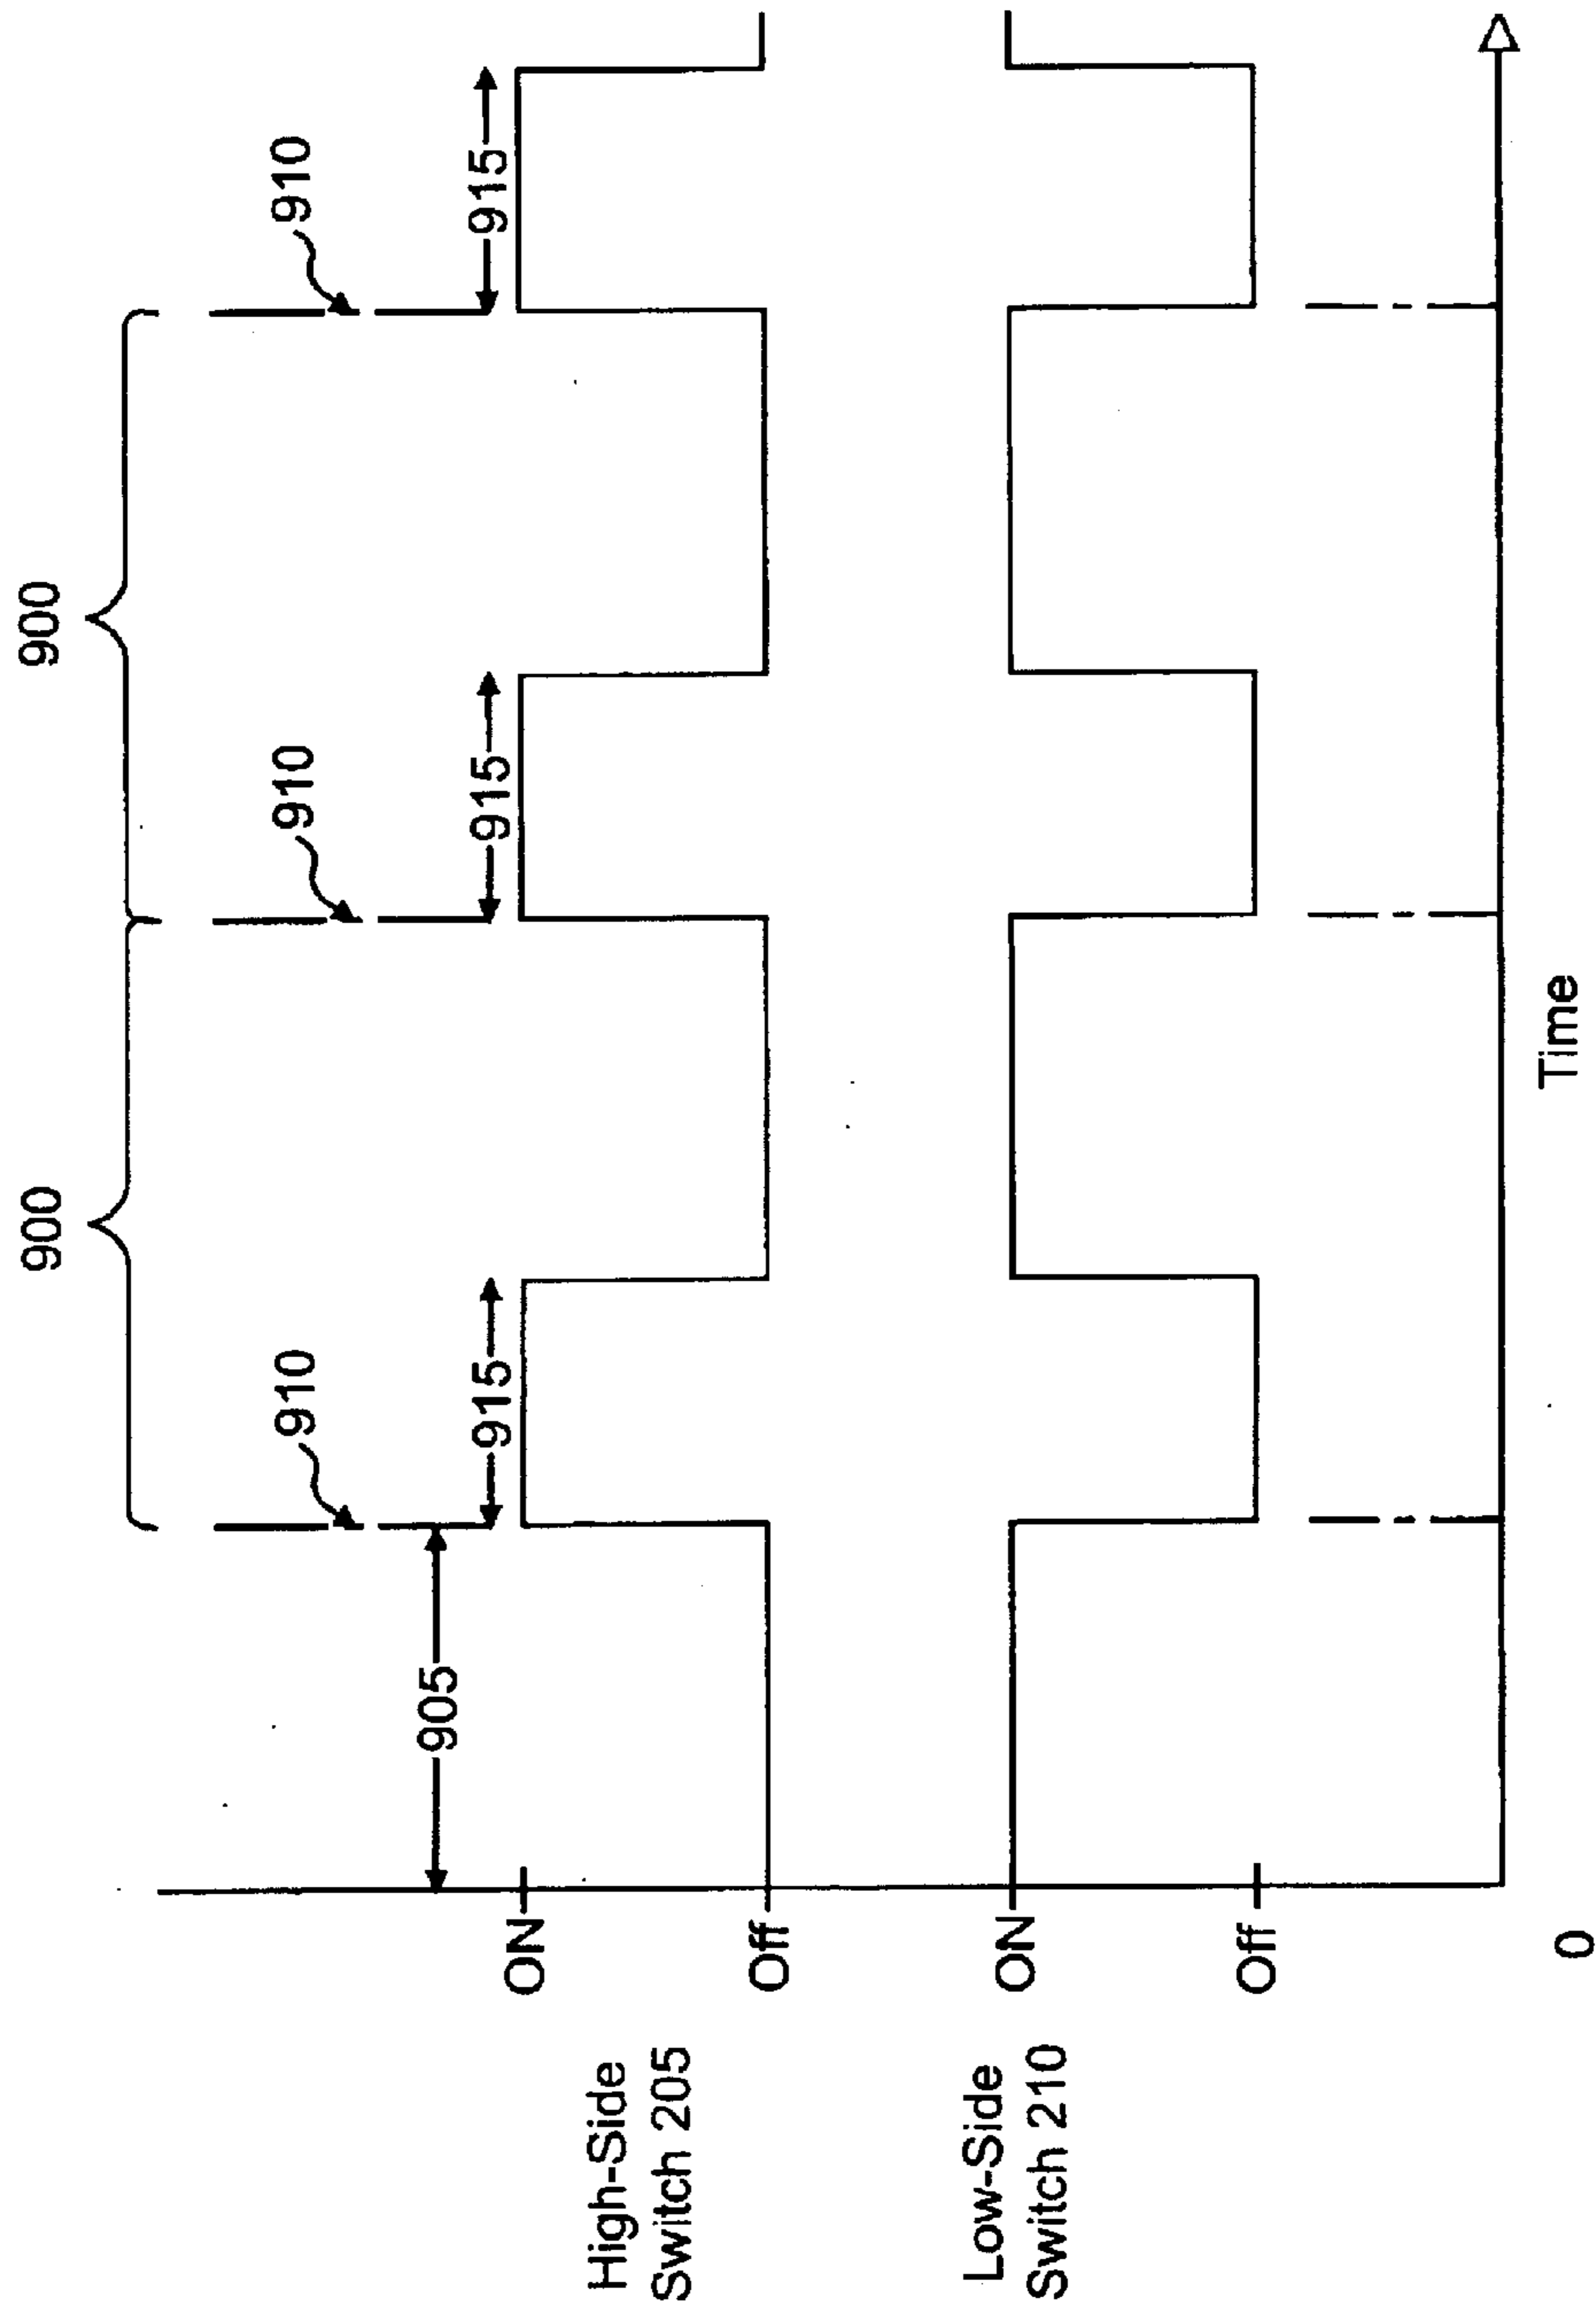 900
900
910
910
910
905
915
915
915
High-Side
Switch 205
ON
Off
Low-Side
Switch 210
ON
Off
0
Time